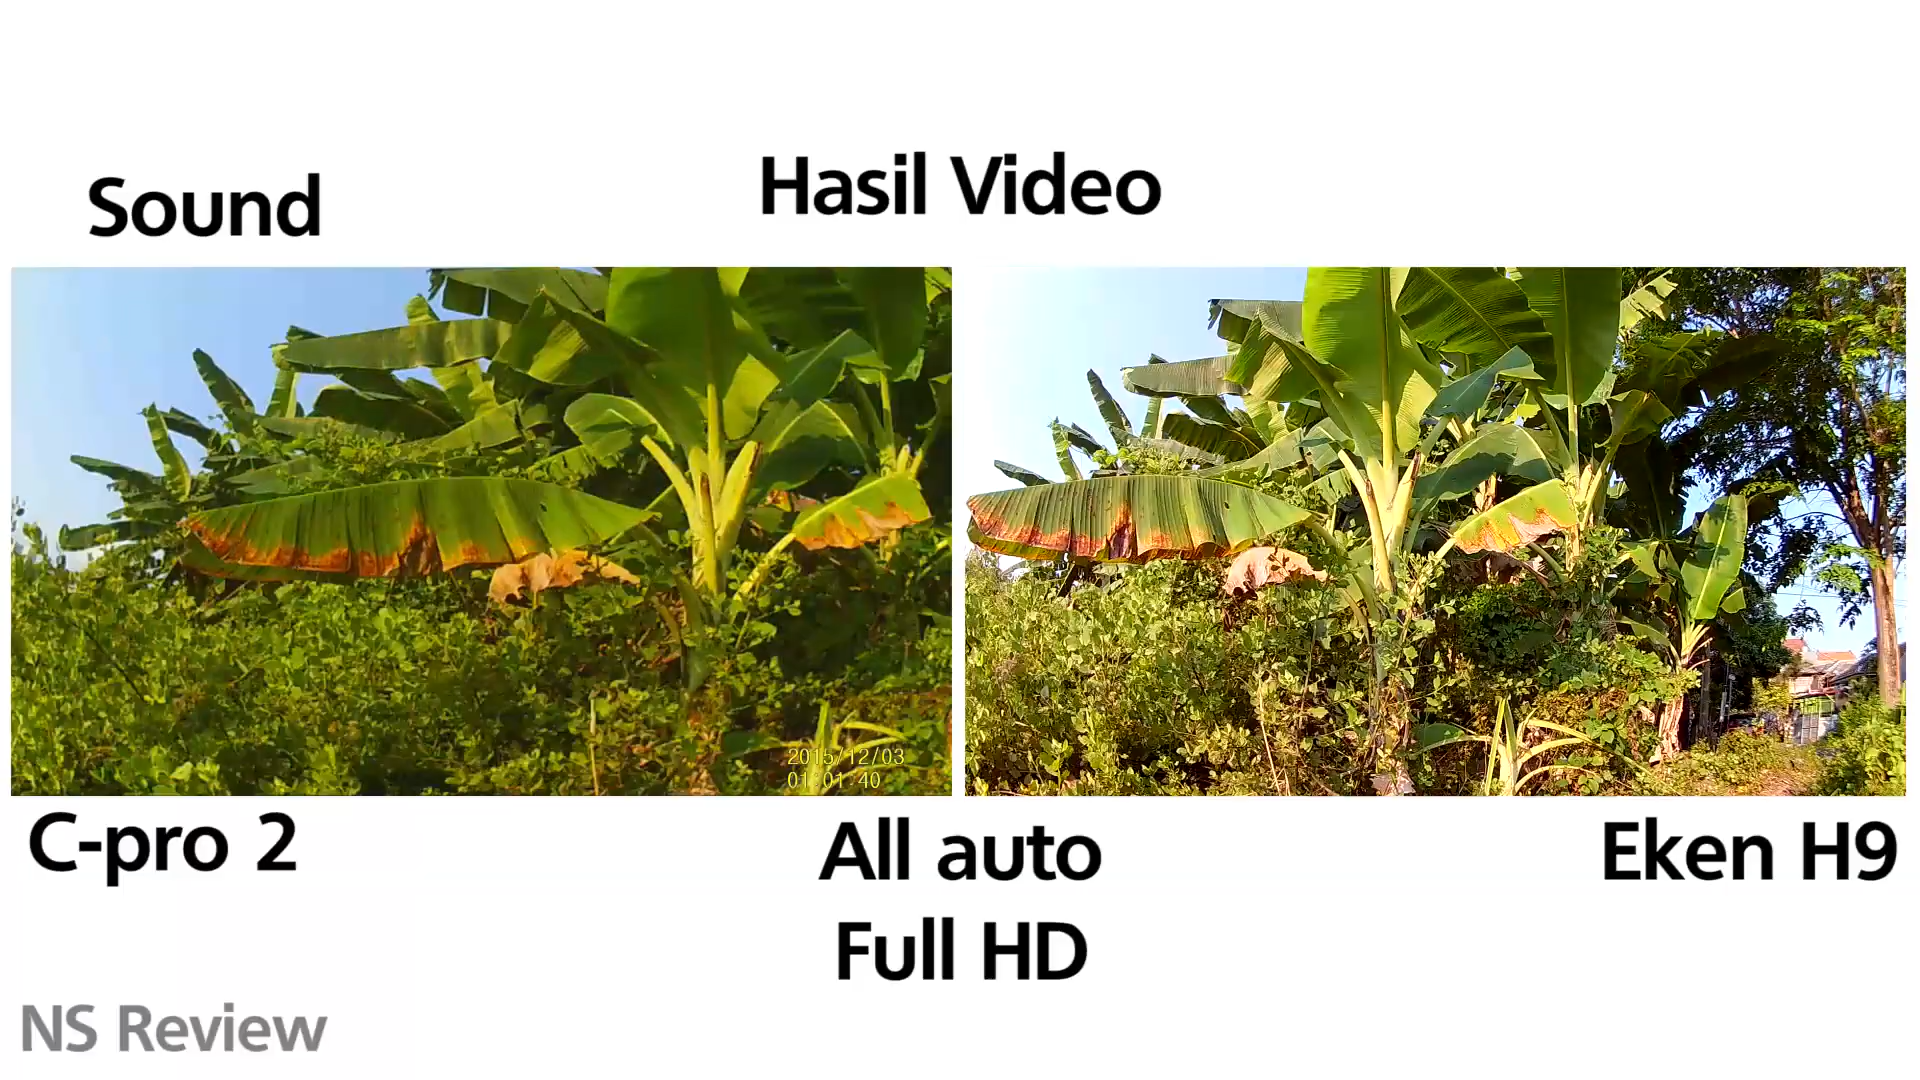 Hasil Video
Sound
2015/12/03
01:01:40
C-pro 2
All auto
Eken H9
Full HD
NS Review